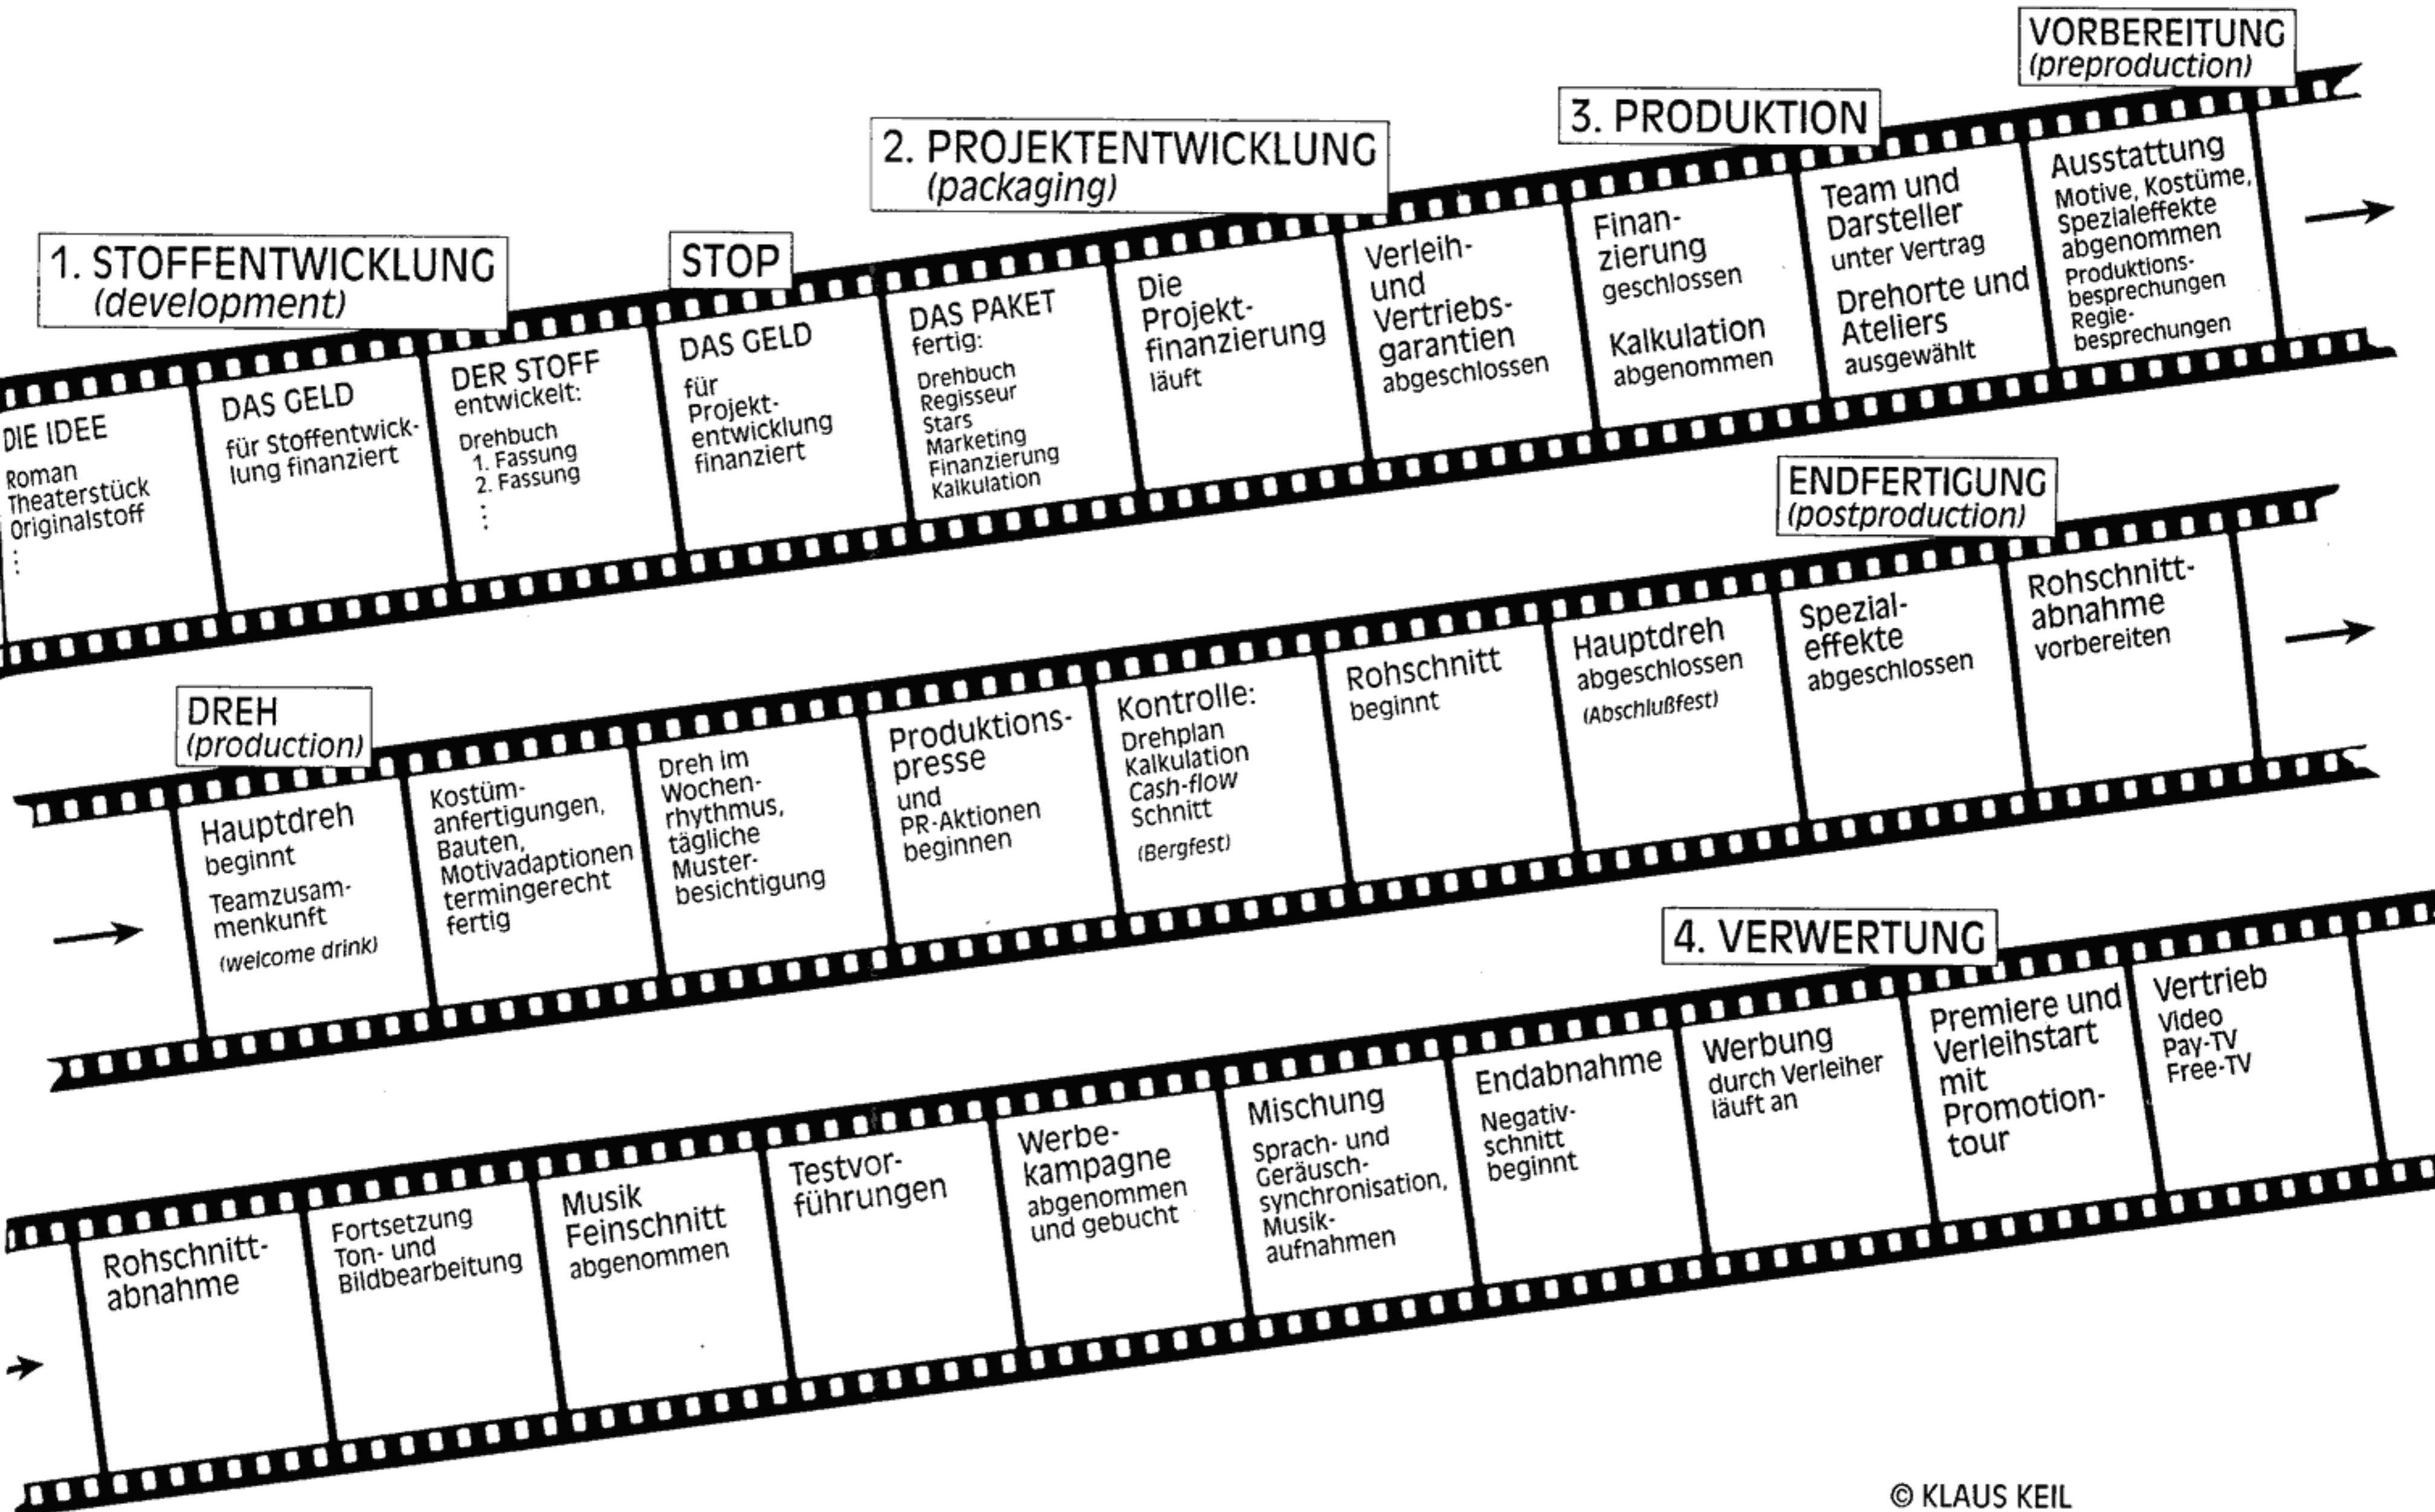 1. STOFFENTWICKLUNG
(development)
STOP
2. PROJEKTENTWICKLUNG
(packaging)
3. PRODUKTION
VORBEREITUNG
(preproduction)
DIE IDEE
Roman
Theaterstück
Originalstoff
⋮
DAS GELD
für Stoffentwick-
lung finanziert
DER STOFF
entwickelt:
Drehbuch
1. Fassung
2. Fassung
⋮
DAS GELD
für
Projekt-
entwicklung
finanziert
DAS PAKET
fertig:
Drehbuch
Regisseur
Stars
Marketing
Finanzierung
Kalkulation
Die
Projekt-
finanzierung
läuft
Verleih-
und
Vertriebs-
garantien
abgeschlossen
Finan-
zierung
geschlossen
Kalkulation
abgenommen
Team und
Darsteller
unter Vertrag
Drehorte und
Ateliers
ausgewählt
Ausstattung
Motive, Kostüme,
Spezialeffekte
abgenommen
Produktions-
besprechungen
Regie-
besprechungen
DREH
(production)
ENDFERTIGUNG
(postproduction)
Hauptdreh
beginnt
Teamzusam-
menkunft
(welcome drink)
Kostüm-
anfertigungen,
Bauten,
Motivadaptionen
termingerecht
fertig
Dreh im
Wochen-
rhythmus,
tägliche
Muster-
besichtigung
Produktions-
presse
und
PR-Aktionen
beginnen
Kontrolle:
Drehplan
Kalkulation
Cash-flow
Schnitt
(Bergfest)
Rohschnitt
beginnt
Hauptdreh
abgeschlossen
(Abschlußfest)
Spezial-
effekte
abgeschlossen
Rohschnitt-
abnahme
vorbereiten
4. VERWERTUNG
Rohschnitt-
abnahme
Fortsetzung
Ton- und
Bildbearbeitung
Musik
Feinschnitt
abgenommen
Testvor-
führungen
Werbe-
kampagne
abgenommen
und gebucht
Mischung
Sprach- und
Geräusch-
synchronisation,
Musik-
aufnahmen
Endabnahme
Negativ-
schnitt
beginnt
Werbung
durch Verleiher
läuft an
Premiere und
Verleihstart
mit
Promotion-
tour
Vertrieb
Video
Pay-TV
Free-TV
© KLAUS KEIL